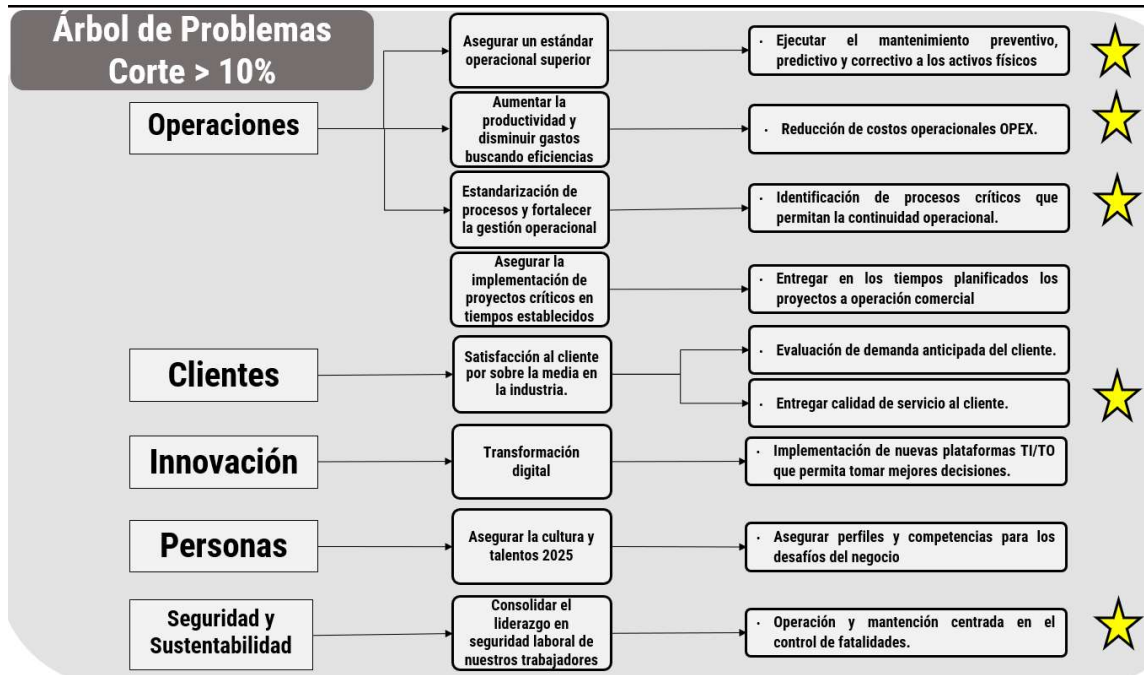 Árbol de Problemas
Corte > 10%
Asegurar un estándar
operacional superior
· Ejecutar el mantenimiento preventivo,
predictivo y correctivo a los activos físicos
Operaciones
Aumentar la
productividad y
disminuir gastos
buscando eficiencias
· Reducción de costos operacionales OPEX.
Estandarización de
procesos y fortalecer
la gestión operacional
· Identificación de procesos críticos que
permitan la continuidad operacional.
Asegurar la
implementación de
proyectos críticos en
tiempos establecidos
· Entregar en los tiempos planificados los
proyectos a operación comercial
Clientes
Satisfacción al cliente
por sobre la media en
la industria.
· Evaluación de demanda anticipada del cliente.
· Entregar calidad de servicio al cliente.
Innovación
Transformación
digital
· Implementación de nuevas plataformas TI/TO
que permita tomar mejores decisiones.
Personas
Asegurar la cultura y
talentos 2025
· Asegurar perfiles y competencias para los
desafíos del negocio
Seguridad y
Sustentabilidad
Consolidar el
liderazgo en
seguridad laboral de
nuestros trabajadores
· Operación y mantención centrada en el
control de fatalidades.